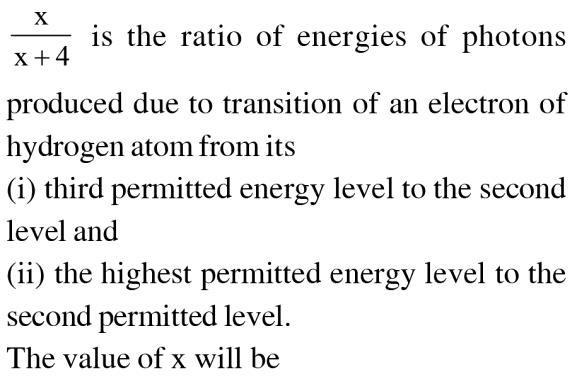 x/(x + 4) is the ratio of energies of photons
produced due to transition of an electron of
hydrogen atom from its
(i) third permitted energy level to the second
level and
(ii) the highest permitted energy level to the
second permitted level.
The value of x will be